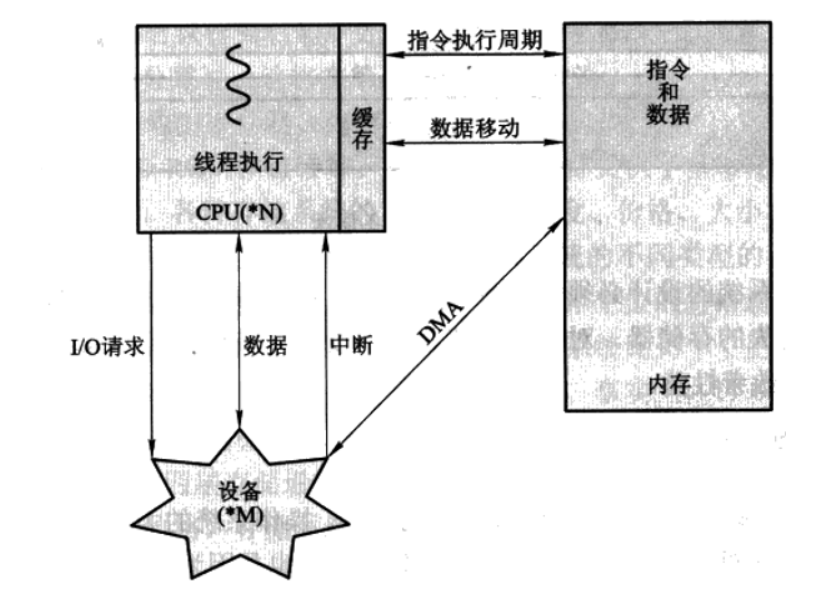 指令执行周期
指令
和
数据
缓存
数据移动
线程执行
CPU(*N)
DMA
I/O请求
数据
中断
内存
设备
(*M)